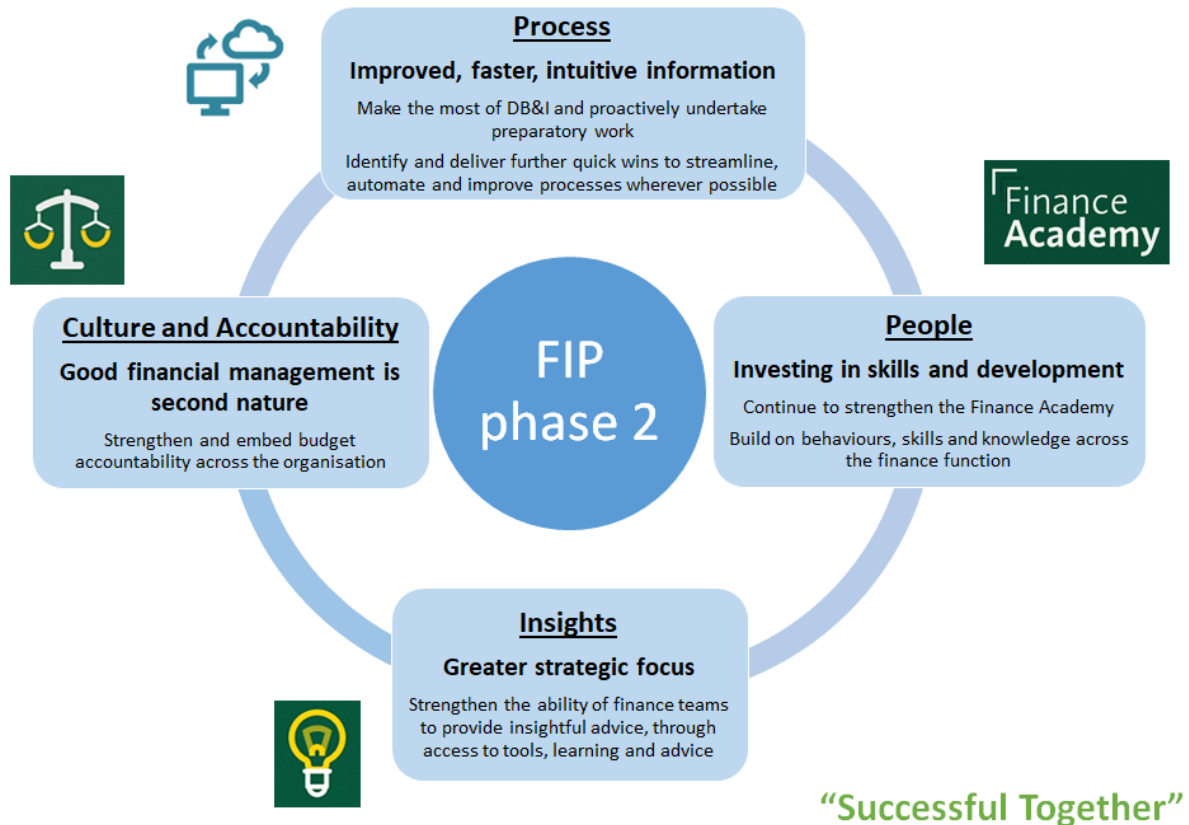 Process
Improved, faster, intuitive information
Make the most of DB&I and proactively undertake
preparatory work
Identify and deliver further quick wins to streamline,
automate and improve processes wherever possible
Finance
Academy
Culture and Accountability
Good financial management is
second nature
Strengthen and embed budget
accountability across the organisation
FIP
phase 2
People
Investing in skills and development
Continue to strengthen the Finance Academy
Build on behaviours, skills and knowledge across
the finance function
Insights
Greater strategic focus
Strengthen the ability of finance teams
to provide insightful advice, through
access to tools, learning and advice
“Successful Together”